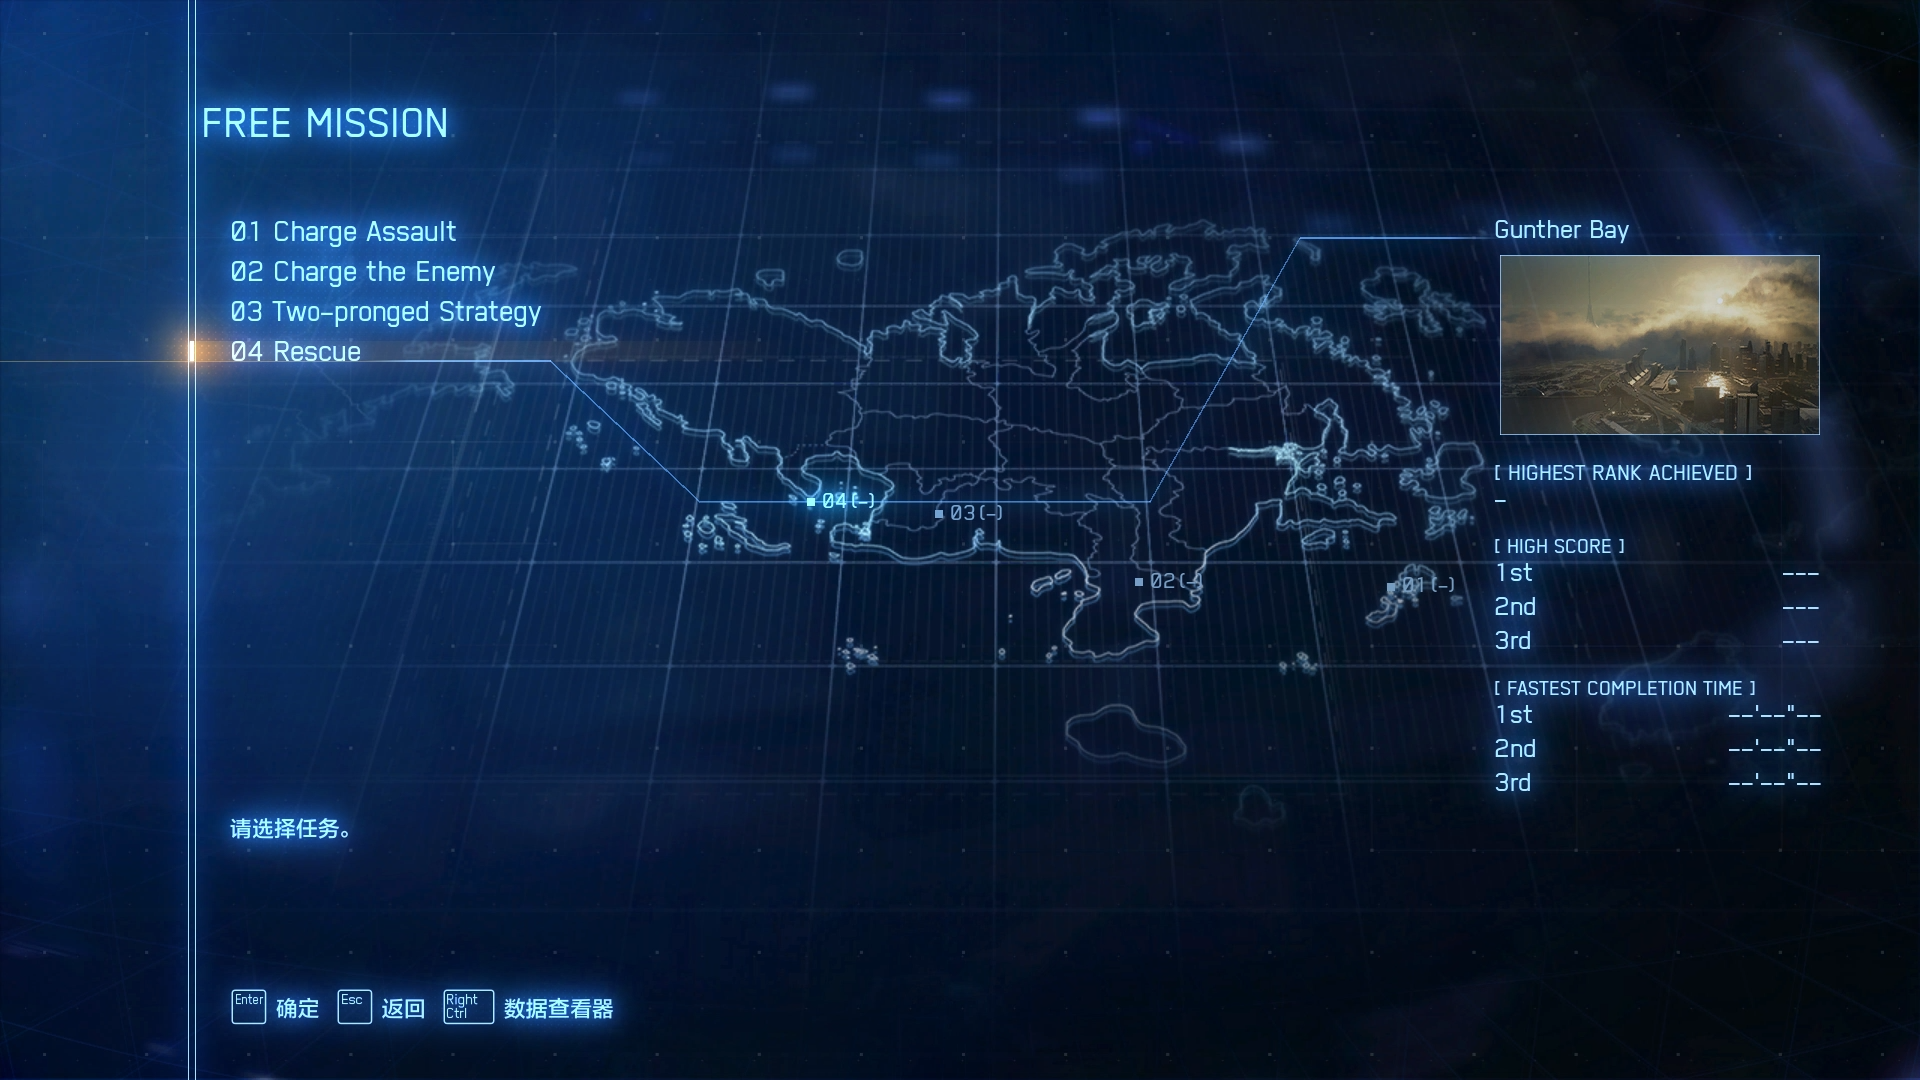 FREE MISSION
01 Charge Assault
02 Charge the Enemy
03 Two-pronged Strategy
04 Rescue
04(-)
03(-)
02(-)
01(-)
Gunther Bay
[ HIGHEST RANK ACHIEVED ]
-
[ HIGH SCORE ]
1st ---
2nd ---
3rd ---
[ FASTEST COMPLETION TIME ]
1st --'--"--
2nd --'--"--
3rd --'--"--
请选择任务。
Enter 确定 Esc 返回 Right Ctrl 数据查看器